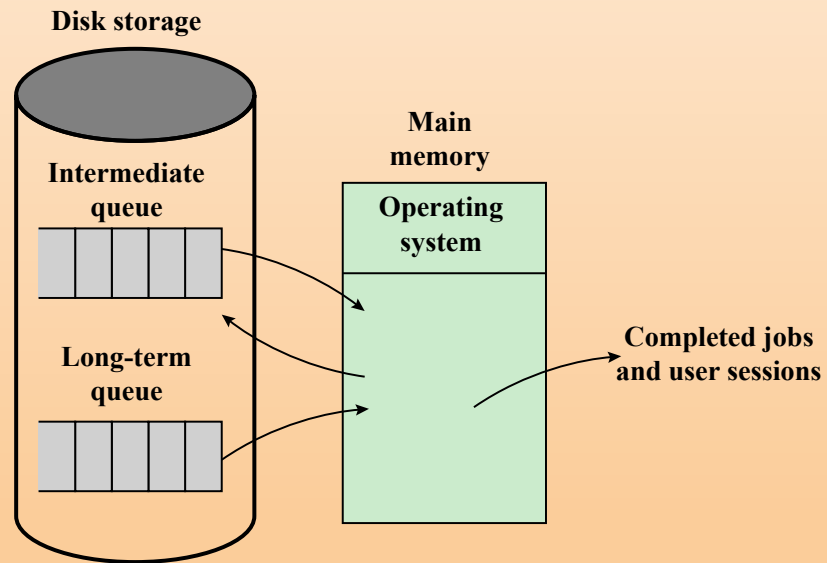 Disk storage
Intermediate
queue
Long-term
queue
Main
memory
Operating
system
Completed jobs
and user sessions